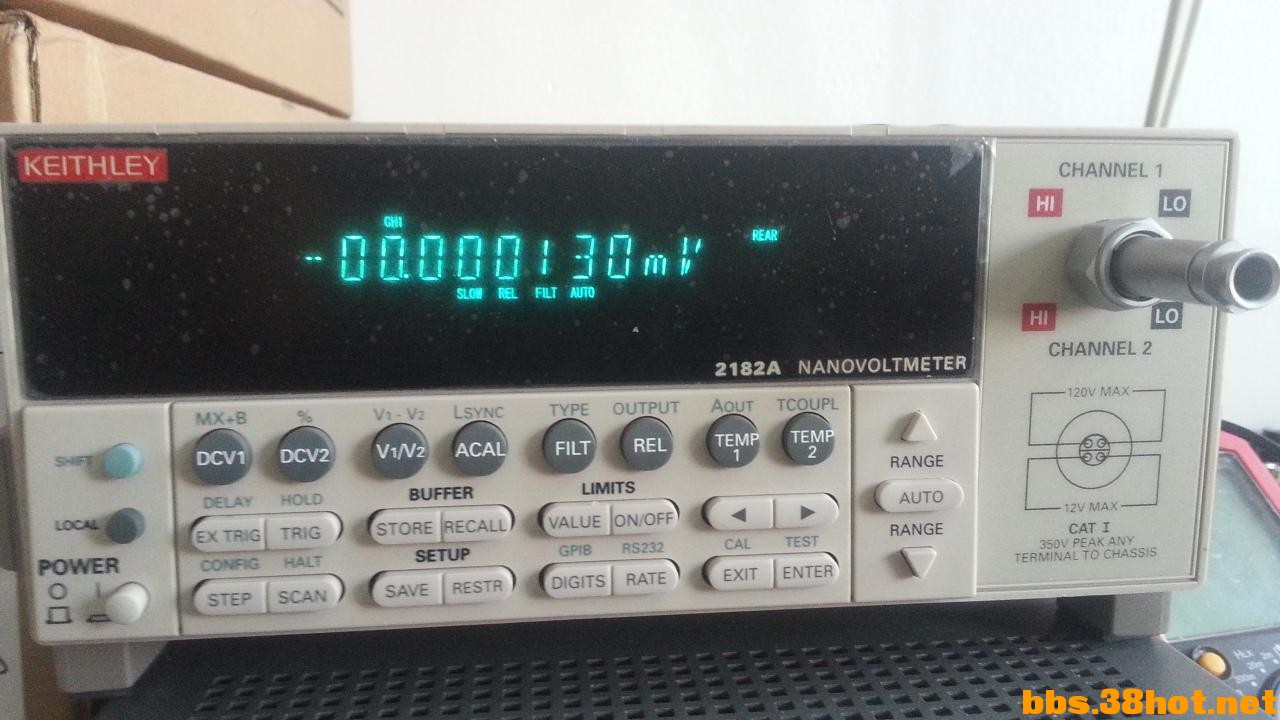 KEITHLEY
CH1
-00.000130mV
REAR
SLOW REL FILT AUTO
2182A NANOVOLTMETER
CHANNEL 1
HI LO
HI LO
CHANNEL 2
120V MAX
12V MAX
CAT I
350V PEAK ANY
TERMINAL TO CHASSIS
MX+B % V1-V2 LSYNC TYPE OUTPUT AOUT TCOUPL
SHIFT DCV1 DCV2 V1/V2 ACAL FILT REL TEMP 1 TEMP 2
DELAY HOLD BUFFER LIMITS
LOCAL EX TRIG TRIG STORE RECALL VALUE ON/OFF ◄ ►
POWER CONFIG HALT SETUP GPIB RS232 CAL TEST
STEP SCAN SAVE RESTR DIGITS RATE EXIT ENTER
RANGE
AUTO
RANGE
bbs.38hot.net